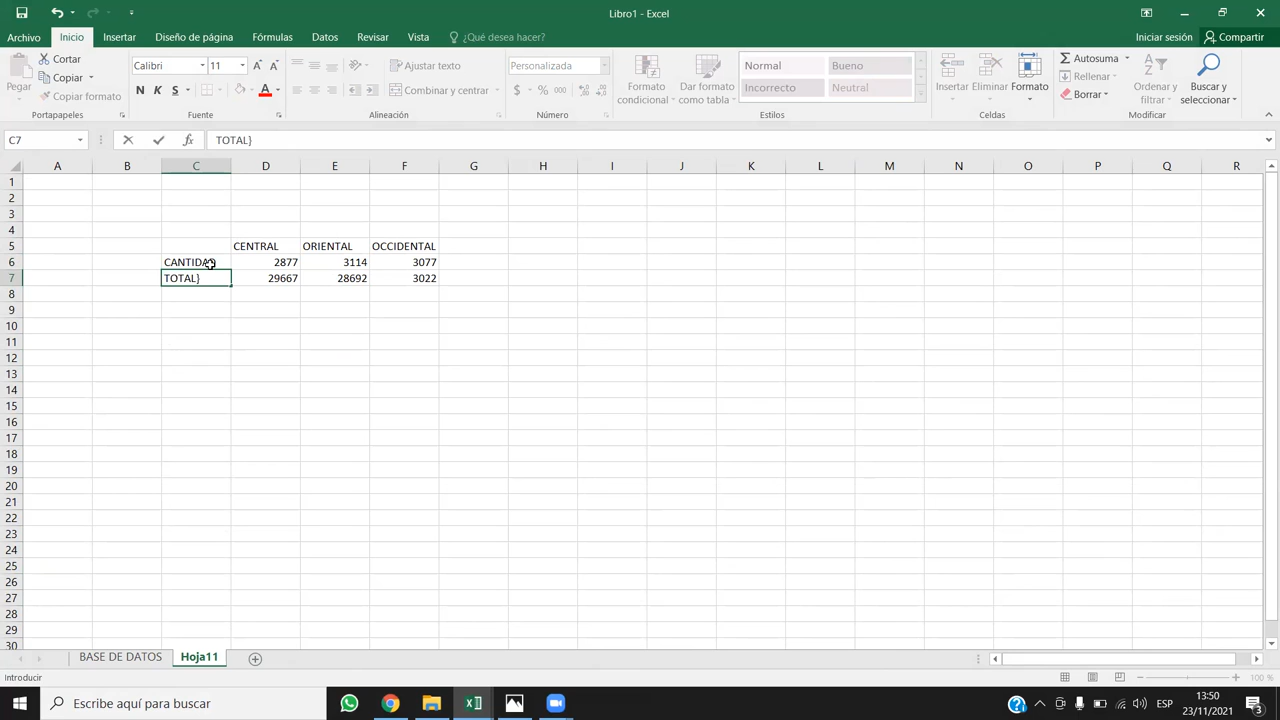 Libro1 - Excel
Archivo Inicio Insertar Diseño de página Fórmulas Datos Revisar Vista ¿Qué desea hacer? Iniciar sesión Compartir
Pegar
Cortar
Copiar
Copiar formato
Portapapeles
Calibri 11
N K S
Fuente
Ajustar texto
Combinar y centrar
Alineación
Personalizada
$ % 000
Número
Formato condicional
Dar formato como tabla
Normal Bueno
Incorrecto Neutral
Estilos
Insertar Eliminar Formato
Celdas
Autosuma
Rellenar
Borrar
Ordenar y filtrar
Buscar y seleccionar
Modificar
C7 fx TOTAL}
A B C D E F G H I J K L M N O P Q R
1
2
3
4
5 CENTRAL ORIENTAL OCCIDENTAL
6 CANTIDAD 2877 3114 3077
7 TOTAL} 29667 28692 3022
8
9
10
11
12
13
14
15
16
17
18
19
20
21
22
23
24
25
26
27
28
29
30
BASE DE DATOS Hoja11
Introducir 100 %
Escribe aquí para buscar
13:50
23/11/2021
3